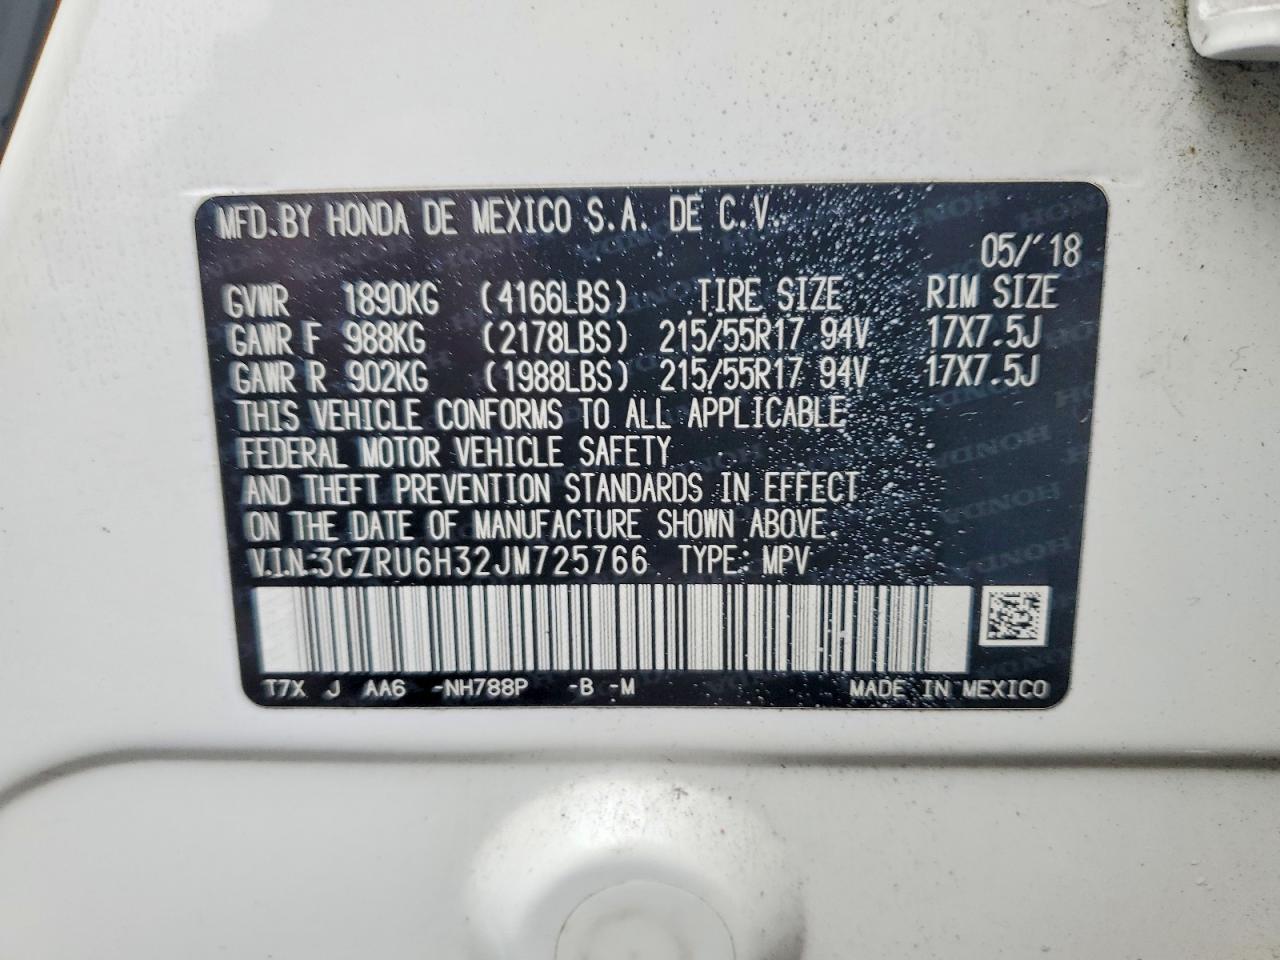 MFD. BY HONDA DE MEXICO S.A. DE C.V.
05/'18
GVWR 1890KG (4166LBS) TIRE SIZE RIM SIZE
GAWR F 988KG (2178LBS) 215/55R17 94V 17X7.5J
GAWR R 902KG (1988LBS) 215/55R17 94V 17X7.5J
THIS VEHICLE CONFORMS TO ALL APPLICABLE
FEDERAL MOTOR VEHICLE SAFETY
AND THEFT PREVENTION STANDARDS IN EFFECT
ON THE DATE OF MANUFACTURE SHOWN ABOVE.
V.I.N.:3CZRU6H32JM725766 TYPE: MPV
T7X J AA6 -NH788P -B -M MADE IN MEXICO